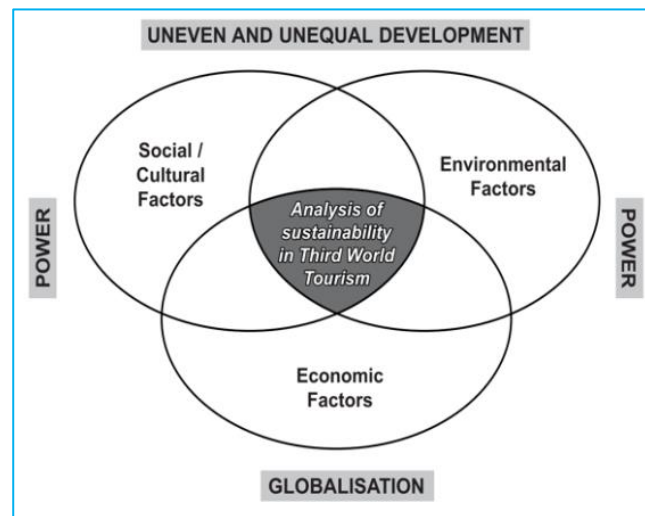 UNEVEN AND UNEQUAL DEVELOPMENT
Social /
Cultural
Factors
Environmental
Factors
POWER
Analysis of
sustainability
in Third World
Tourism
POWER
Economic
Factors
GLOBALISATION